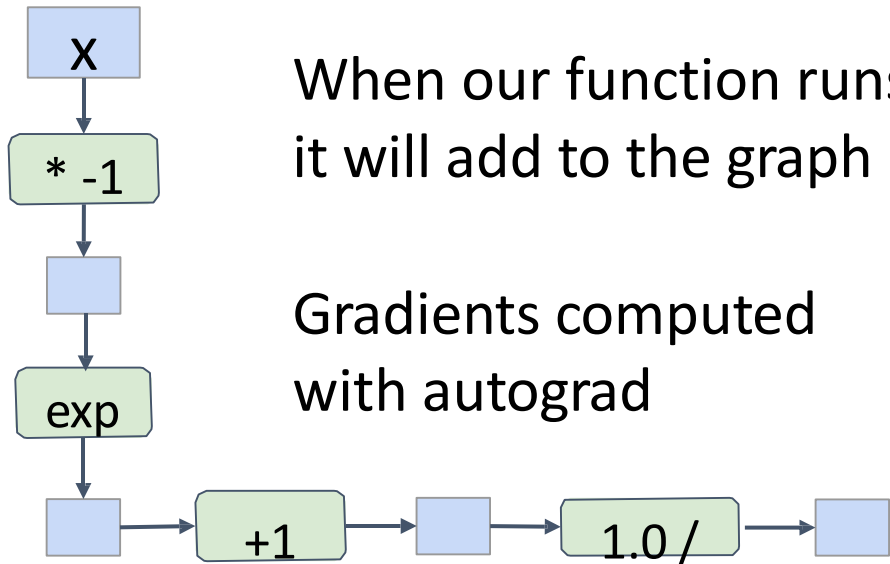 x
When our function runs
it will add to the graph
* -1
Gradients computed
with autograd
exp
+1
1.0 /